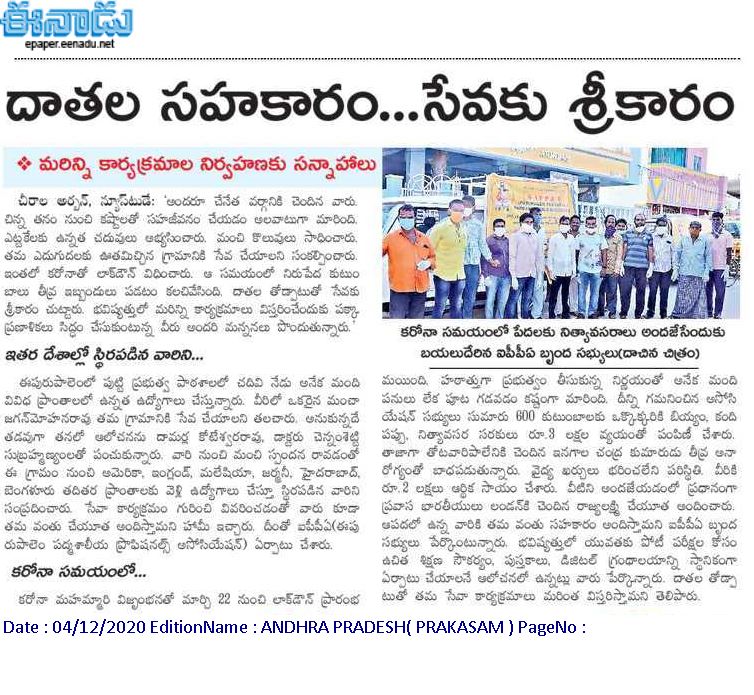 ఈనాడు
epaper.eenadu.net
దాతల సహకారం...సేవకు శ్రీకారం
❖ మరిన్ని కార్యక్రమాల నిర్వహణకు సన్నాహాలు
చీరాల అర్బన్, న్యూస్‌టుడే: 'అందరూ చేనేత వర్గానికి చెందిన వారు.
చిన్న తనం నుంచి కష్టాలతో సహజీవనం చేయడం అలవాటుగా మారింది.
ఎట్టకేలకు ఉన్నత చదువులు అభ్యసించారు. మంచి కొలువులు సాధించారు.
తమ ఎదుగుదలకు ఊతమిచ్చిన గ్రామానికి సేవ చేయాలని సంకల్పించారు.
ఇంతలో కరోనాతో లాక్‌డౌన్ విధించారు. ఆ సమయంలో నిరుపేద కుటుం
బాలు తీవ్ర ఇబ్బందులు పడటం కలచివేసింది. దాతల తోడ్పాటుతో సేవకు
శ్రీకారం చుట్టారు. భవిష్యత్తులో మరిన్ని కార్యక్రమాలు విస్తరించేందుకు పక్కా
ప్రణాళికలు సిద్ధం చేసుకుంటున్న వీరు అందరి మన్ననలు పొందుతున్నారు.'
ఇతర దేశాల్లో స్థిరపడిన వారిని...
ఈపురుపాలెంలో పుట్టి ప్రభుత్వ పాఠశాలలో చదివి నేడు అనేక మంది
వివిధ ప్రాంతాలలో ఉన్నత ఉద్యోగాలు చేస్తున్నారు. వీరిలో ఒకరైన మంచా
జగన్‌మోహనరావు తమ గ్రామానికి సేవ చేయాలని తలచారు. అనుకున్నదే
తడవుగా తనలో ఆలోచనను దామర్ల కోటేశ్వరరావు, డాక్టరు చెన్నంశెట్టి
సుబ్రహ్మణ్యంలతో పంచుకున్నారు. వారి నుంచి మంచి స్పందన రావడంతో
ఈ గ్రామం నుంచి అమెరికా, ఇంగ్లండ్, మలేషియా, జర్మనీ, హైదరాబాద్,
బెంగళూరు తదితర ప్రాంతాలకు వెళ్లి ఉద్యోగాలు చేస్తూ స్థిరపడిన వారిని
సంప్రదించారు. సేవా కార్యక్రమం గురించి వివరించడంతో వారు కూడా
తమ వంతు చేయూత అందిస్తామని హామీ ఇచ్చారు. దీంతో ఐపీపీఏ(ఈపు
రుపాలెం పద్మశాలీయ ప్రొఫెషనల్స్ అసోసియేషన్) ఏర్పాటు చేశారు.
కరోనా సమయంలో...
కరోనా మహమ్మారి విజృంభనతో మార్చి 22 నుంచి లాక్‌డౌన్ ప్రారంభ
కరోనా సమయంలో పేదలకు నిత్యావసరాలు అందజేసేందుకు
బయలుదేరిన ఐపీపీఏ బృంద సభ్యులు(దాచిన చిత్రం)
మయింది. హఠాత్తుగా ప్రభుత్వం తీసుకున్న నిర్ణయంతో అనేక మంది
పనులు లేక పూట గడవడం కష్టంగా మారింది. దీన్ని గమనించిన అసోసి
యేషన్ సభ్యులు సుమారు 600 కుటుంబాలకు ఒక్కొక్కరికి బియ్యం, కంది
పప్పు, నిత్యావసర సరకులు రూ.3 లక్షల వ్యయంతో పంపిణీ చేశారు.
తాజాగా తోటవారిపాలేనికి చెందిన ఇనగాల చంద్ర కుమారుడు తీవ్ర అనా
రోగ్యంతో బాధపడుతున్నారు. వైద్య ఖర్చులు భరించలేని పరిస్థితి. వీరికి
రూ.2 లక్షలు ఆర్థిక సాయం చేశారు. వీటిని అందజేయడంలో ప్రధానంగా
ప్రవాస భారతీయులు లండన్‌కి చెందిన రాజ్యలక్ష్మి చేయూత అందించారు.
ఆపదలో ఉన్న వారికి తమ వంతు సహకారం అందిస్తామని ఐపీపీఏ బృంద
సభ్యులు పేర్కొంటున్నారు. భవిష్యత్తులో యువతకు పోటీ పరీక్షల కోసం
ఉచిత శిక్షణ సౌకర్యం, పుస్తకాలు, డిజిటల్ గ్రంథాలయాన్ని స్థానికంగా
ఏర్పాటు చేయాలనే ఆలోచనలో ఉన్నట్లు వారు పేర్కొన్నారు. దాతల తోడ్పా
టుతో తమ సేవా కార్యక్రమాలు మరింత విస్తరిస్తామని తెలిపారు.
Date : 04/12/2020 EditionName : ANDHRA PRADESH( PRAKASAM ) PageNo :